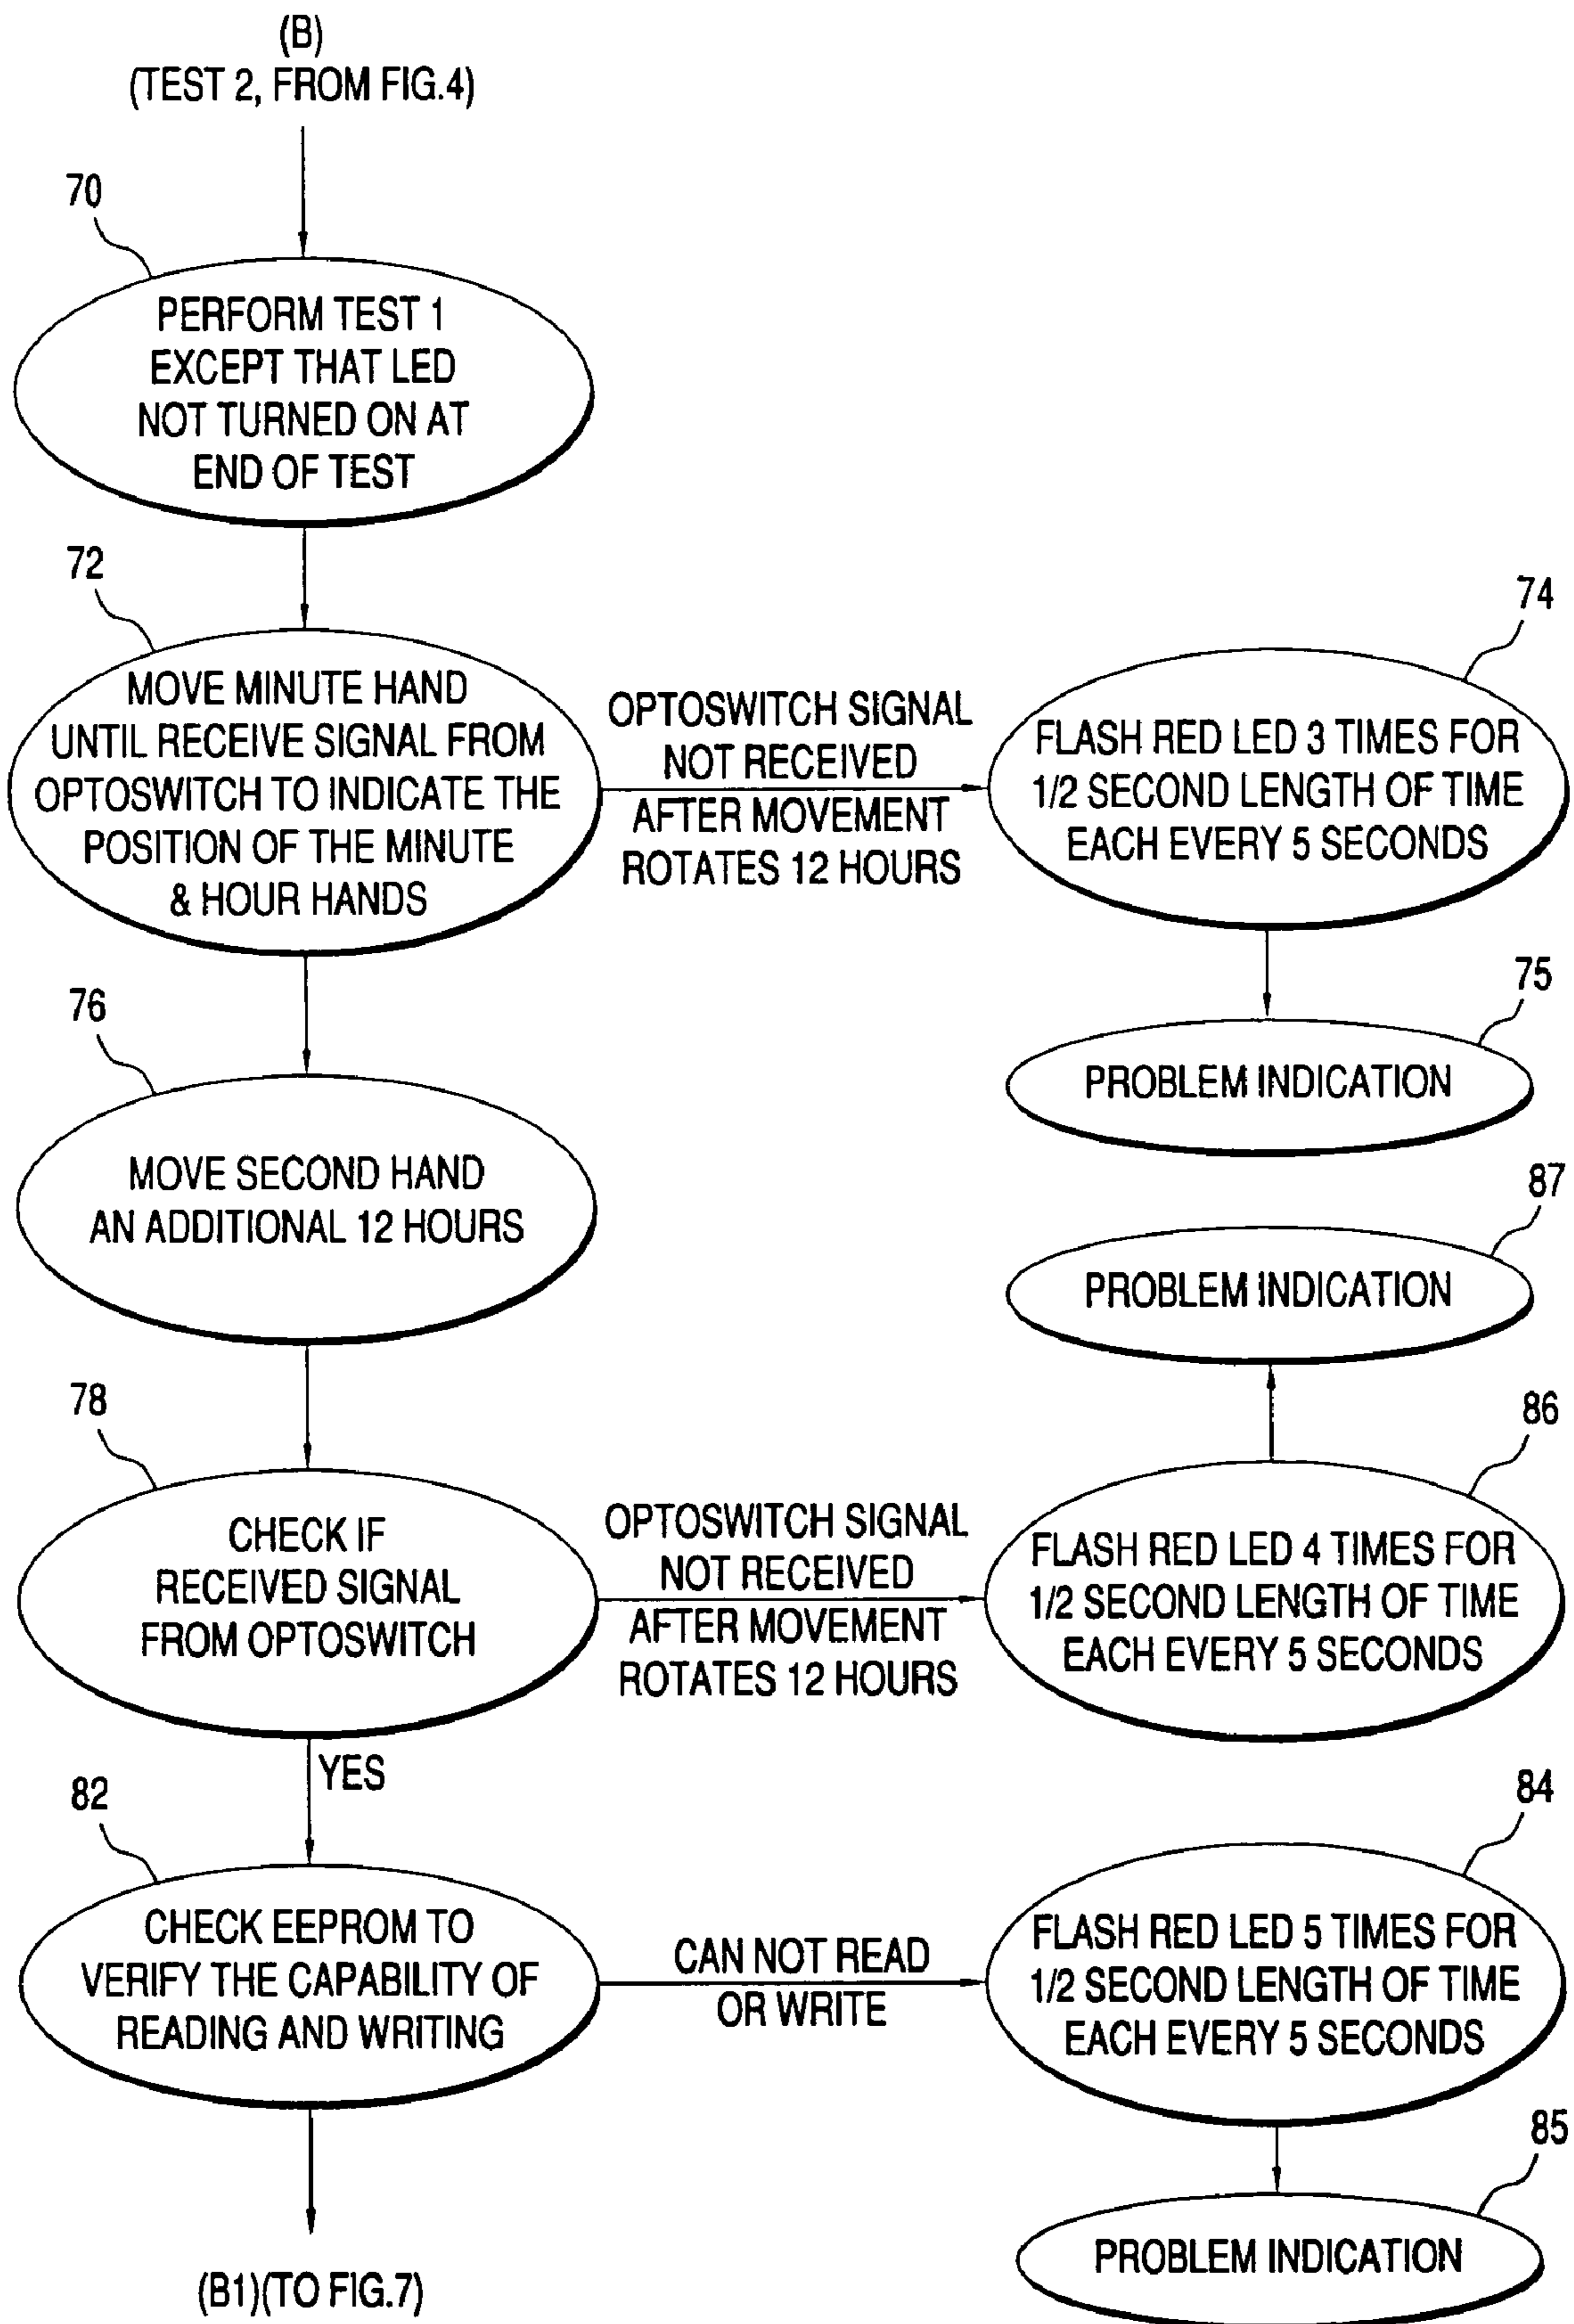 (B)
(TEST 2, FROM FIG.4)
70
PERFORM TEST 1
EXCEPT THAT LED
NOT TURNED ON AT
END OF TEST
72
MOVE MINUTE HAND
UNTIL RECEIVE SIGNAL FROM
OPTOSWITCH TO INDICATE THE
POSITION OF THE MINUTE
& HOUR HANDS
OPTOSWITCH SIGNAL
NOT RECEIVED
AFTER MOVEMENT
ROTATES 12 HOURS
74
FLASH RED LED 3 TIMES FOR
1/2 SECOND LENGTH OF TIME
EACH EVERY 5 SECONDS
75
PROBLEM INDICATION
76
MOVE SECOND HAND
AN ADDITIONAL 12 HOURS
87
PROBLEM INDICATION
78
CHECK IF
RECEIVED SIGNAL
FROM OPTOSWITCH
OPTOSWITCH SIGNAL
NOT RECEIVED
AFTER MOVEMENT
ROTATES 12 HOURS
86
FLASH RED LED 4 TIMES FOR
1/2 SECOND LENGTH OF TIME
EACH EVERY 5 SECONDS
YES
82
CHECK EEPROM TO
VERIFY THE CAPABILITY OF
READING AND WRITING
CAN NOT READ
OR WRITE
84
FLASH RED LED 5 TIMES FOR
1/2 SECOND LENGTH OF TIME
EACH EVERY 5 SECONDS
85
PROBLEM INDICATION
(B1)(TO FIG.7)